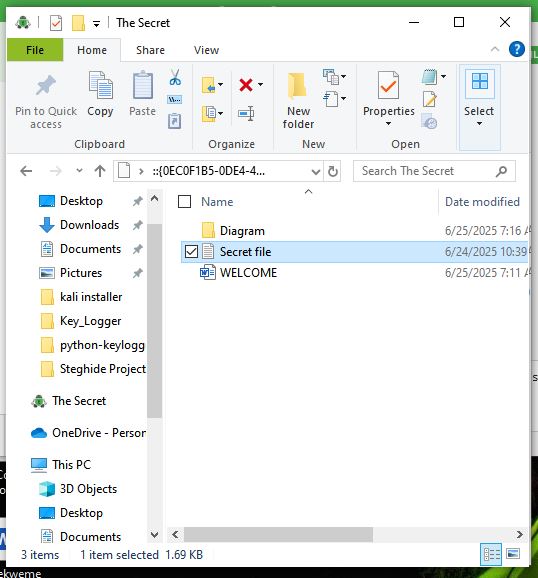 The Secret
File Home Share View
Pin to Quick access
Copy
Paste
Clipboard
Organize
New folder
New
Properties
Open
Select
::{0EC0F1B5-0DE4-4...
Search The Secret
Desktop
Downloads
Documents
Pictures
kali installer
Key_Logger
python-keylogg
Steghide Project
The Secret
OneDrive - Person
This PC
3D Objects
Desktop
Documents
Name Date modified
Diagram 6/25/2025 7:16 A
Secret file 6/24/2025 10:39
WELCOME 6/25/2025 7:11 A
3 items 1 item selected 1.69 KB
ekweme